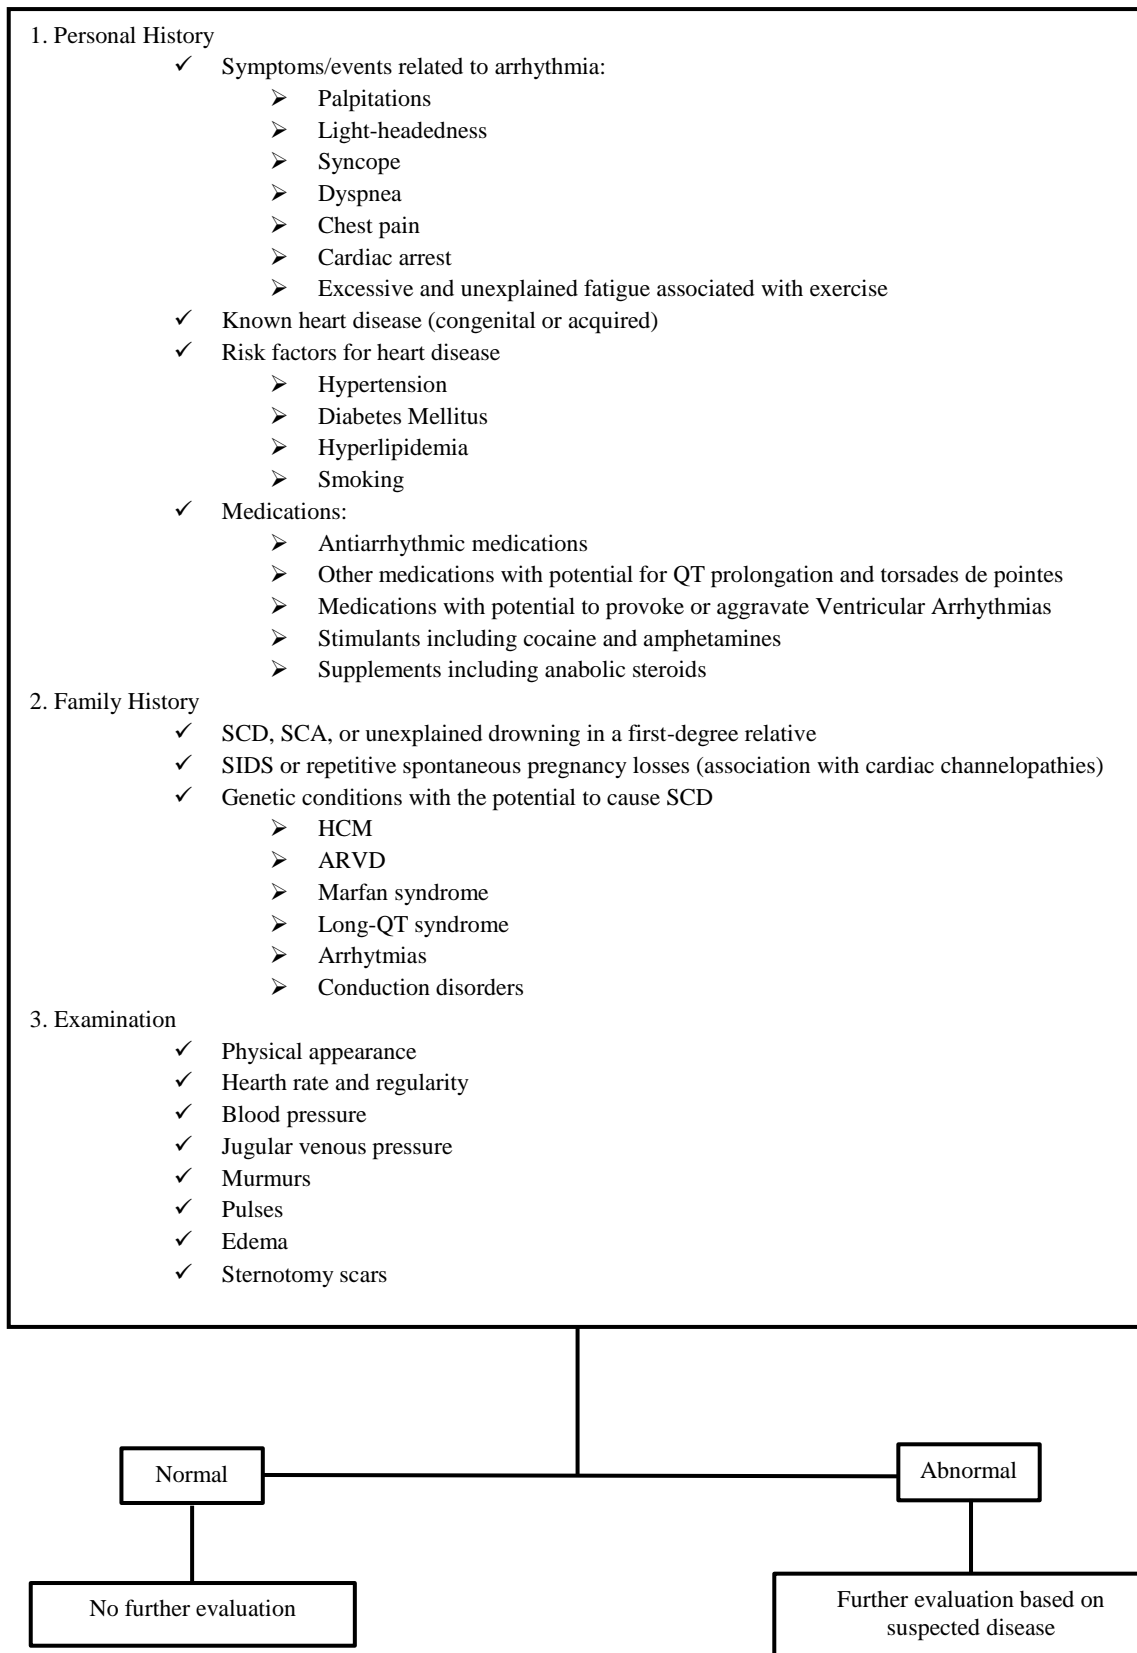 1. Personal History
✓ Symptoms/events related to arrhythmia:
➢ Palpitations
➢ Light-headedness
➢ Syncope
➢ Dyspnea
➢ Chest pain
➢ Cardiac arrest
➢ Excessive and unexplained fatigue associated with exercise
✓ Known heart disease (congenital or acquired)
✓ Risk factors for heart disease
➢ Hypertension
➢ Diabetes Mellitus
➢ Hyperlipidemia
➢ Smoking
✓ Medications:
➢ Antiarrhythmic medications
➢ Other medications with potential for QT prolongation and torsades de pointes
➢ Medications with potential to provoke or aggravate Ventricular Arrhythmias
➢ Stimulants including cocaine and amphetamines
➢ Supplements including anabolic steroids
2. Family History
✓ SCD, SCA, or unexplained drowning in a first-degree relative
✓ SIDS or repetitive spontaneous pregnancy losses (association with cardiac channelopathies)
✓ Genetic conditions with the potential to cause SCD
➢ HCM
➢ ARVD
➢ Marfan syndrome
➢ Long-QT syndrome
➢ Arrhytmias
➢ Conduction disorders
3. Examination
✓ Physical appearance
✓ Hearth rate and regularity
✓ Blood pressure
✓ Jugular venous pressure
✓ Murmurs
✓ Pulses
✓ Edema
✓ Sternotomy scars
Normal
Abnormal
No further evaluation
Further evaluation based on
suspected disease